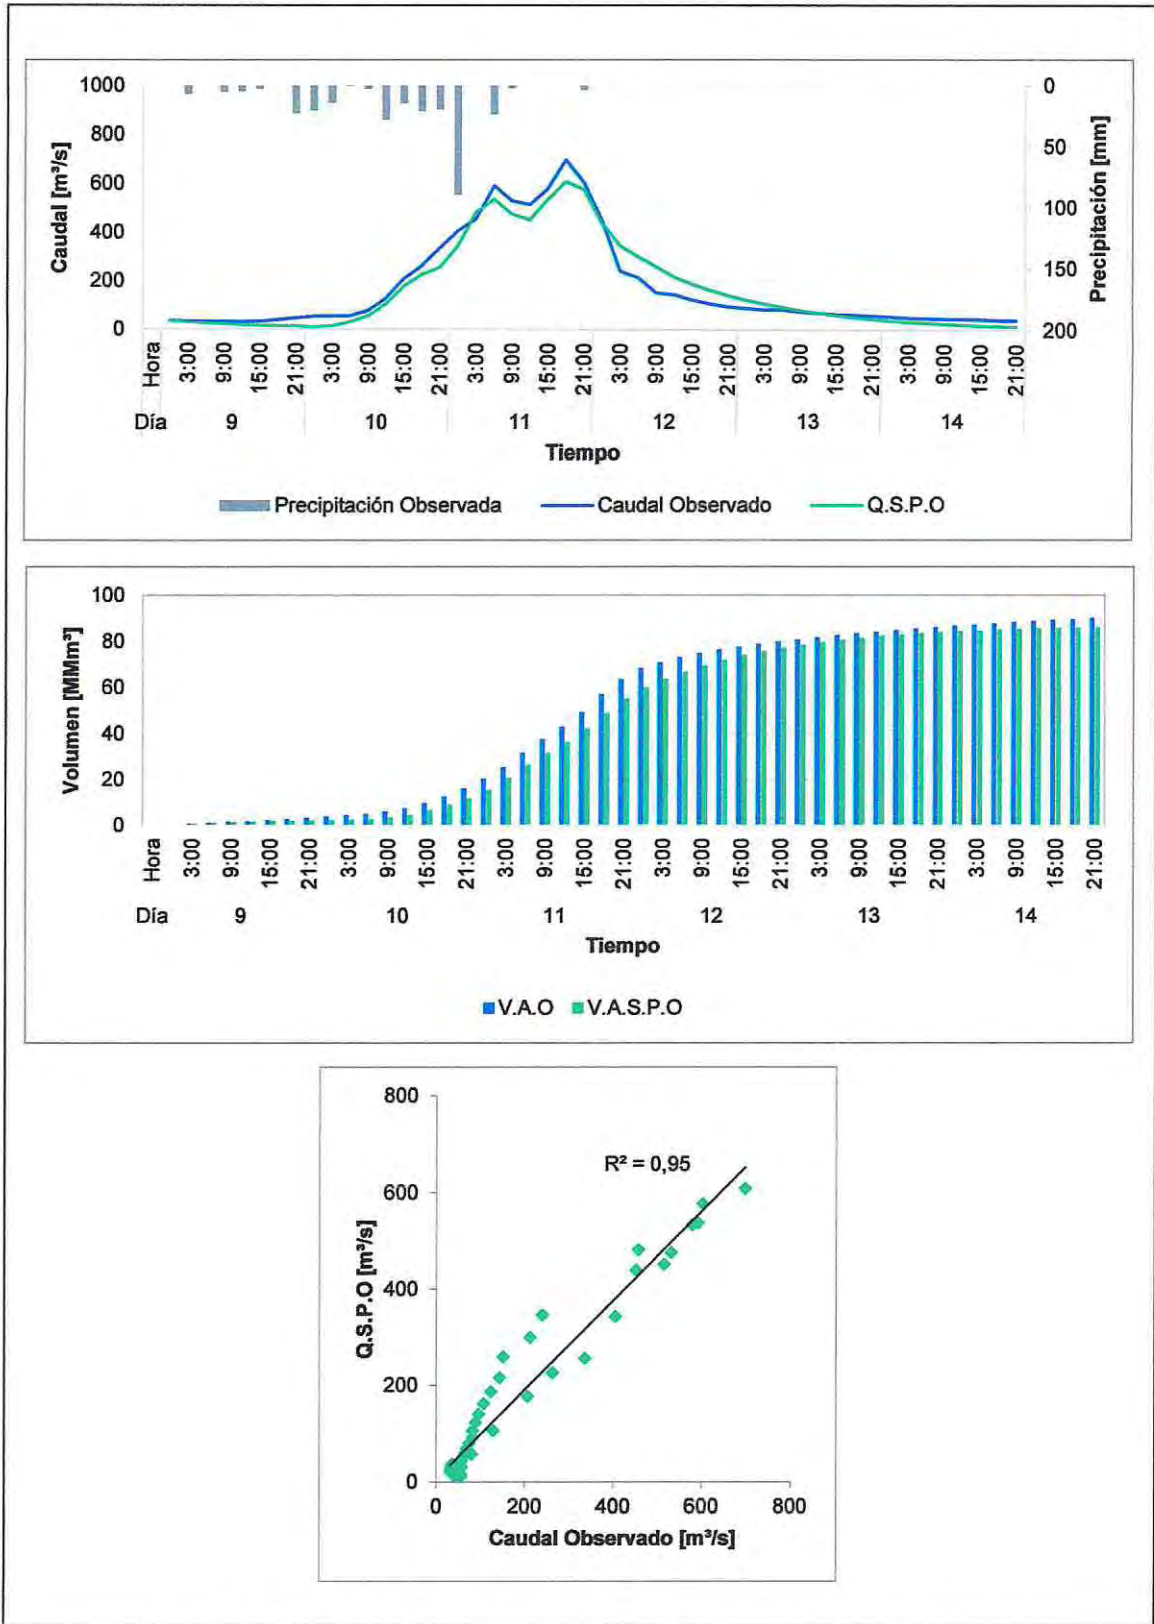 1000
800
600
400
200
0
Caudal [m³/s]
0
50
100
150
200
Precipitación [mm]
Hora 3:00 9:00 15:00 21:00 3:00 9:00 15:00 21:00 3:00 9:00 15:00 21:00 3:00 9:00 15:00 21:00 3:00 9:00 15:00 21:00 3:00 9:00 15:00 21:00
Día 9 10 11 12 13 14
Tiempo
Precipitación Observada Caudal Observado Q.S.P.O
100
80
60
40
20
0
Volumen [MMm³]
Hora 3:00 9:00 15:00 21:00 3:00 9:00 15:00 21:00 3:00 9:00 15:00 21:00 3:00 9:00 15:00 21:00 3:00 9:00 15:00 21:00 3:00 9:00 15:00 21:00
Día 9 10 11 12 13 14
Tiempo
V.A.O V.A.S.P.O
800
600
400
200
0
Q.S.P.O [m³/s]
R² = 0,95
0 200 400 600 800
Caudal Observado [m³/s]